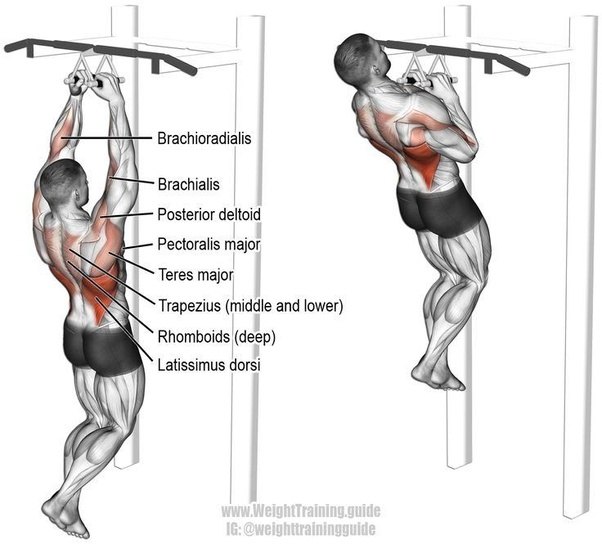 Brachioradialis
Brachialis
Posterior deltoid
Pectoralis major
Teres major
Trapezius (middle and lower)
Rhomboids (deep)
Latissimus dorsi
www.WeightTraining.guide
IG: @weighttrainingguide